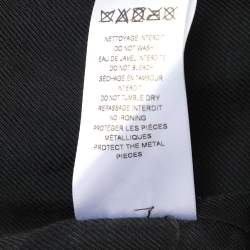 NETTOYAGE INTERDIT
DO NOT WASH
EAU DE JAVEL INTERDITE
DO NOT BLEACH
SÉCHAGE EN TAMBOUR
INTERDIT
DO NOT TUMBLE DRY
REPASSAGE INTERDIT
NO IRONING
PROTÉGER LES PIÈCES
MÉTALLIQUES
PROTECT THE METAL
PIECES